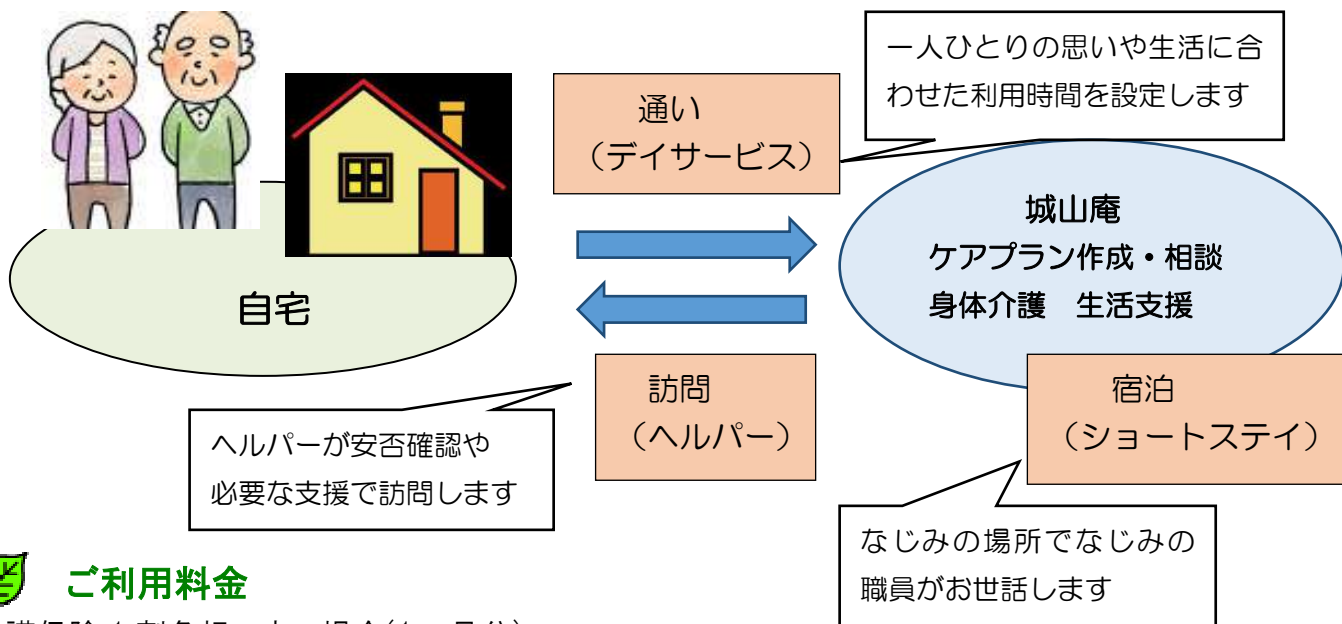 一人ひとりの思いや生活に合
わせた利用時間を設定します
通い
（デイサービス）
城山庵
ケアプラン作成・相談
身体介護　生活支援
自宅
訪問
（ヘルパー）
宿泊
（ショートステイ）
ヘルパーが安否確認や
必要な支援で訪問します
なじみの場所でなじみの
職員がお世話します
ご利用料金